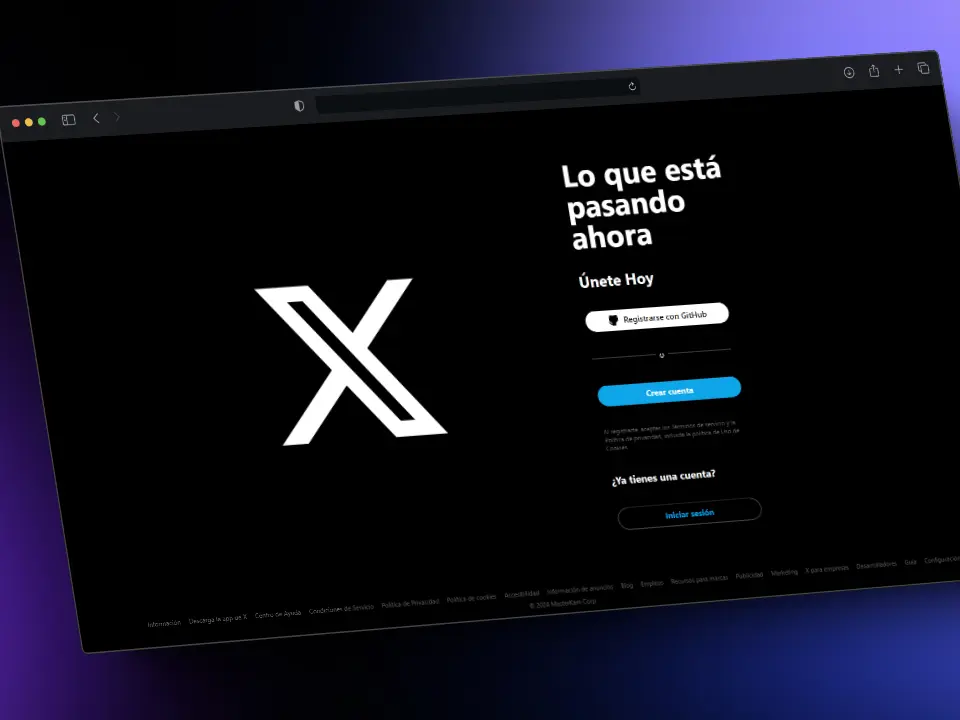 Lo que está
pasando
ahora
Únete Hoy
Registrarse con GitHub
o
Crear cuenta
Al registrarte, aceptas los Términos de servicio y la
Política de privacidad, incluida la política de Uso de
Cookies.
¿Ya tienes una cuenta?
Iniciar sesión
Información Descarga la app de X Centro de Ayuda Condiciones de Servicio Política de Privacidad Política de cookies Accesibilidad Información de anuncios Blog Empleos Recursos para marcas Publicidad Marketing X para empresas Desarrolladores Guía Configuración
© 2024 Corp